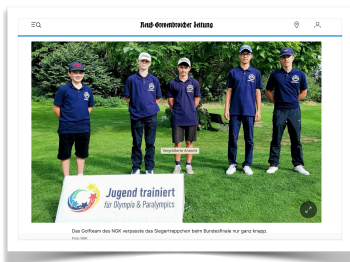 Neuß-Grevenbroicher Zeitung
Vergrößerte Ansicht
Jugend trainiert
für Olympia & Paralympics
Das Golfteam des NGK verpasste das Siegertreppchen beim Bundesfinale nur ganz knapp.